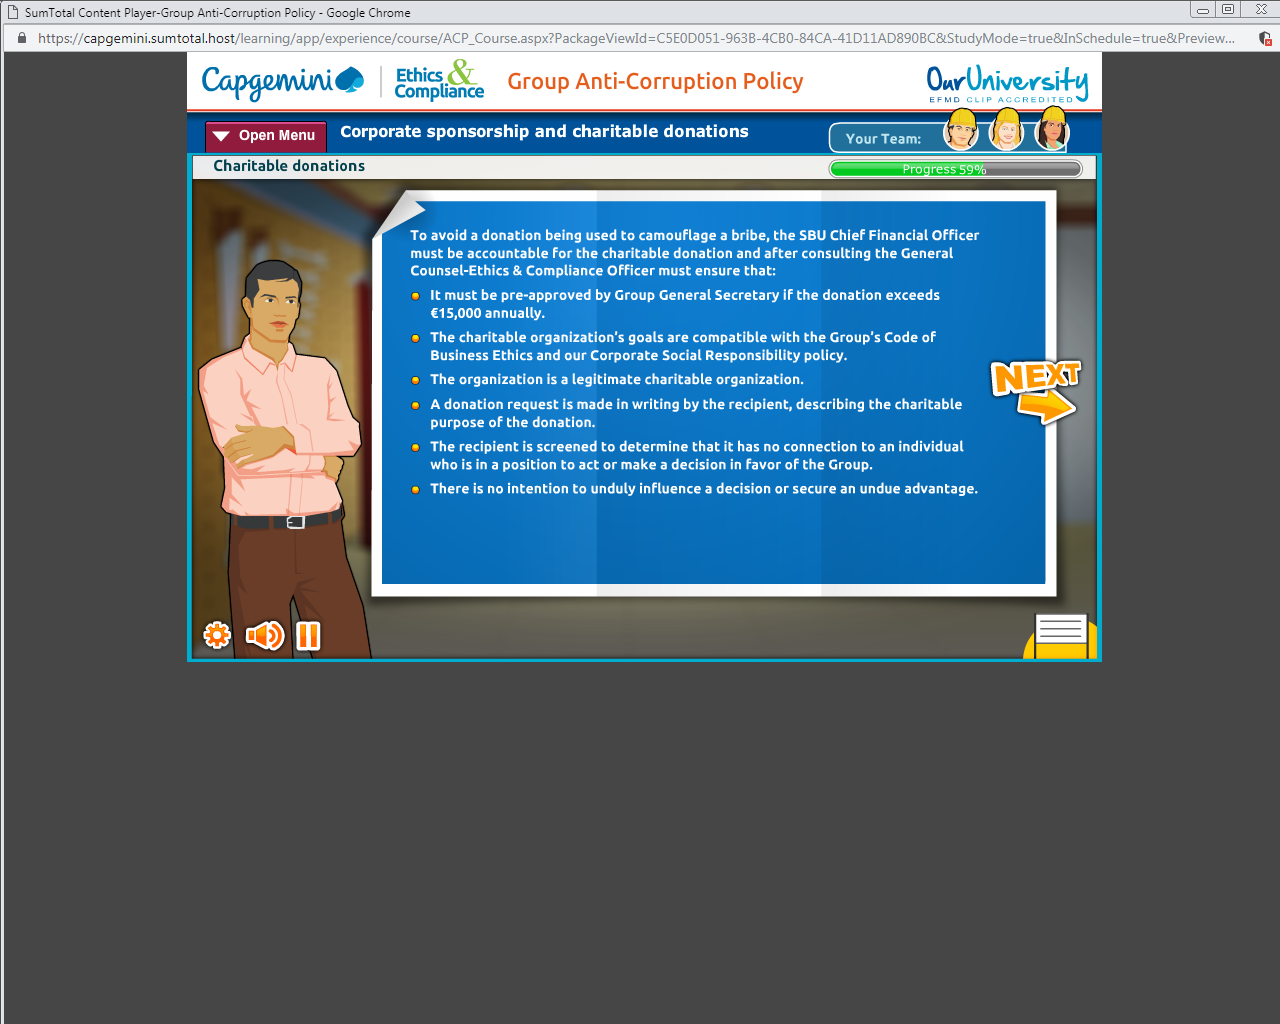 SumTotal Content Player-Group Anti-Corruption Policy - Google Chrome
https://capgemini.sumtotal.host/learning/app/experience/course/ACP_Course.aspx?PackageViewId=C5E0D051-963B-4CB0-84CA-41D11AD890BC&StudyMode=true&InSchedule=true&Preview...
Capgemini
Ethics &
Compliance
Group Anti-Corruption Policy
OurUniversity
EFMD CLIP ACCREDITED
Open Menu
Corporate sponsorship and charitable donations
Your Team:
Charitable donations
Progress 59%
To avoid a donation being used to camouflage a bribe, the SBU Chief Financial Officer
must be accountable for the charitable donation and after consulting the General
Counsel-Ethics & Compliance Officer must ensure that:
It must be pre-approved by Group General Secretary if the donation exceeds
€15,000 annually.
The charitable organization's goals are compatible with the Group's Code of
Business Ethics and our Corporate Social Responsibility policy.
The organization is a legitimate charitable organization.
A donation request is made in writing by the recipient, describing the charitable
purpose of the donation.
The recipient is screened to determine that it has no connection to an individual
who is in a position to act or make a decision in favor of the Group.
There is no intention to unduly influence a decision or secure an undue advantage.
NEXT